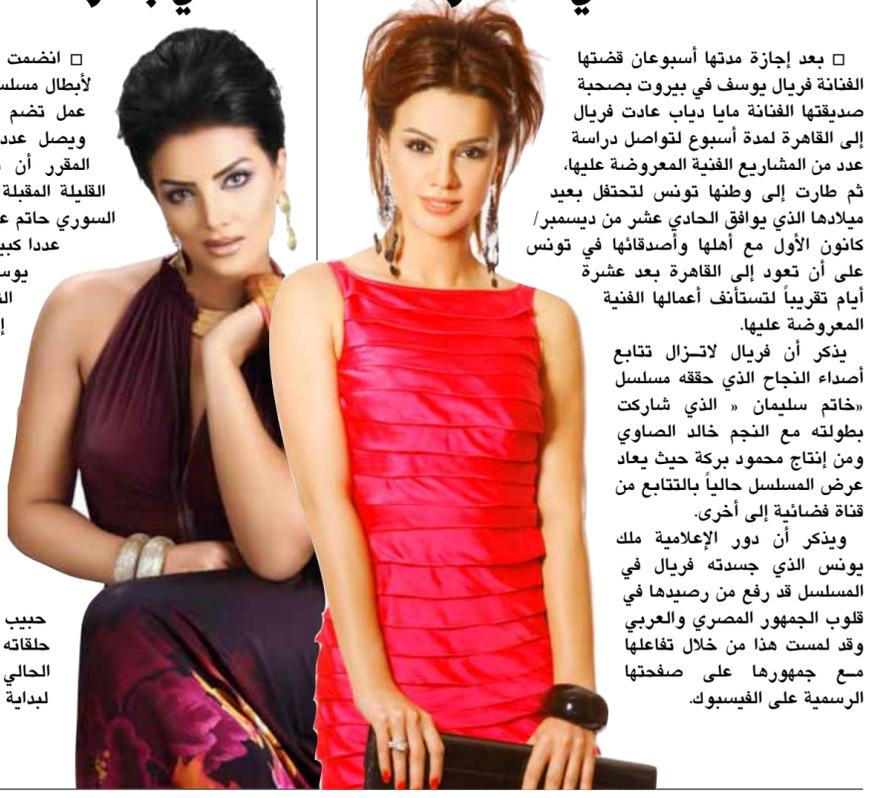 □ بعد إجازة مدتها أسبوعان قضتها
الفنانة فريال يوسف في بيروت بصحبة
صديقتها الفنانة مايا دياب عادت فريال
إلى القاهرة لمدة أسبوع لتواصل دراسة
عدد من المشاريع الفنية المعروضة عليها،
ثم طارت إلى وطنها تونس لتحتفل بعيد
ميلادها الذي يوافق الحادي عشر من ديسمبر/
كانون الأول مع أهلها وأصدقائها في تونس
على أن تعود إلى القاهرة بعد عشرة
أيام تقريباً لتستأنف أعمالها الفنية
المعروضة عليها.
يذكر أن فريال لاتــزال تتابع
أصداء النجاح الذي حققه مسلسل
«خاتم سليمان « الذي شاركت
بطولته مع النجم خالد الصاوي
ومن إنتاج محمود بركة حيث يعاد
عرض المسلسل حالياً بالتتابع من
قناة فضائية إلى أخرى.
ويذكر أن دور الإعلامية ملك
يونس الذي جسدته فريال في
المسلسل قد رفع من رصيدها في
قلوب الجمهور المصري والعربي
وقد لمست هذا من خلال تفاعلها
مــع جمهورها على صفحتها
الرسمية على الفيسبوك.
□ انضمت
لأبطال مسلس
عمل تضم
ويصل عدد
المقرر أن
القليلة المقبلة
السوري حاتم ع
عددا كبي
يوس
حبيب
حلقاته
الحالي
لبداية